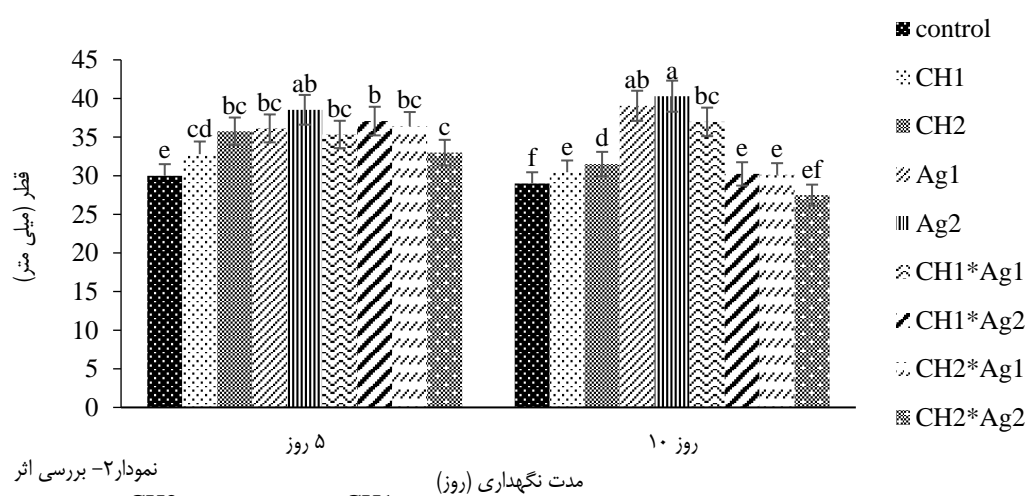 45
40
35
30
25
20
15
10
5
0
قطر (میلی متر)
e cd bc bc ab bc b bc c
f e d ab a bc e e ef
۵ روز
۱۰ روز
مدت نگهداری (روز)
control
CH1
CH2
Ag1
Ag2
CH1*Ag1
CH1*Ag2
CH2*Ag1
CH2*Ag2
نمودار۲- بررسی اثر